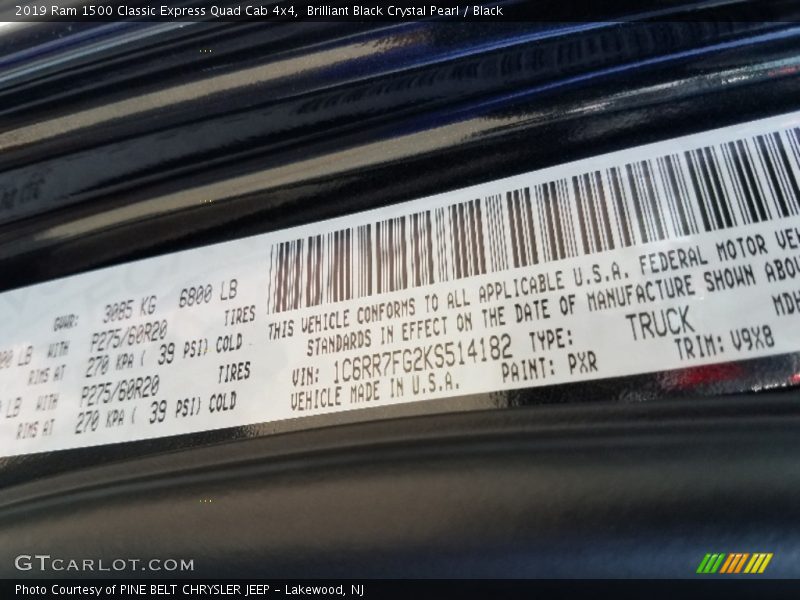 2019 Ram 1500 Classic Express Quad Cab 4x4, Brilliant Black Crystal Pearl / Black
GWWR: 3085 KG 6800 LB
LB WITH P275/60R20 TIRES
RIMS AT 270 KPA ( 39 PSI) COLD
LB WITH P275/60R20 TIRES
RIMS AT 270 KPA ( 39 PSI) COLD
THIS VEHICLE CONFORMS TO ALL APPLICABLE U.S.A. FEDERAL MOTOR
STANDARDS IN EFFECT ON THE DATE OF MANUFACTURE SHOWN
VIN: 1C6RR7FG2KS514182 TYPE: TRUCK
VEHICLE MADE IN U.S.A. PAINT: PXR TRIM: V9X8
GTCARLOT.COM
Photo Courtesy of PINE BELT CHRYSLER JEEP – Lakewood, NJ